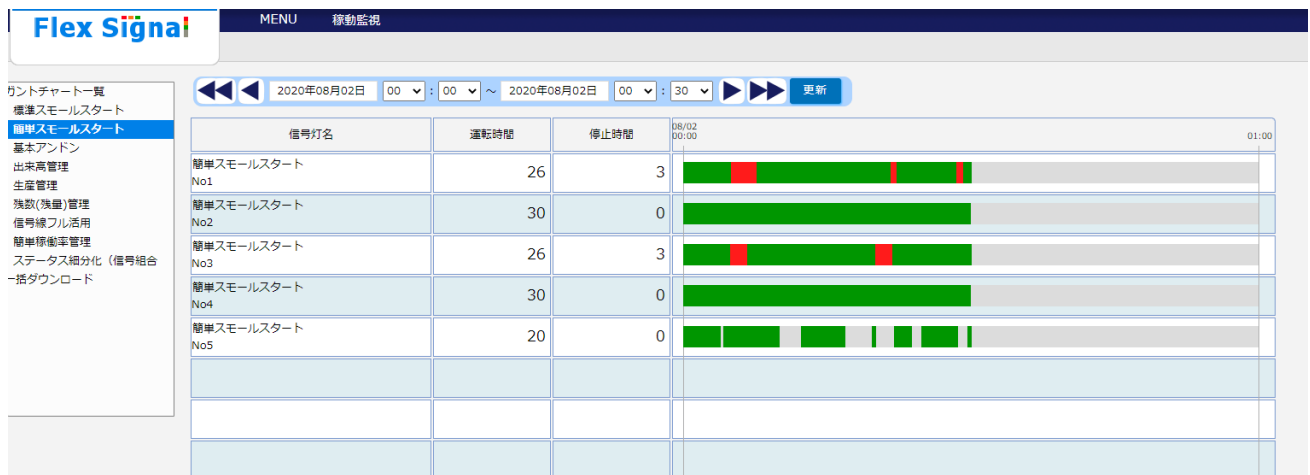 Flex Signal
MENU 稼動監視
ガントチャート一覧
標準スモールスタート
簡単スモールスタート
基本アンドン
出来高管理
生産管理
残数(残量)管理
信号線フル活用
簡単稼働率管理
ステータス細分化（信号組合
一括ダウンロード
2020年08月02日 00 : 00 ～ 2020年08月02日 00 : 30 更新
信号灯名 運転時間 停止時間 08/02 00:00 01:00
簡単スモールスタート
No1 26 3
簡単スモールスタート
No2 30 0
簡単スモールスタート
No3 26 3
簡単スモールスタート
No4 30 0
簡単スモールスタート
No5 20 0